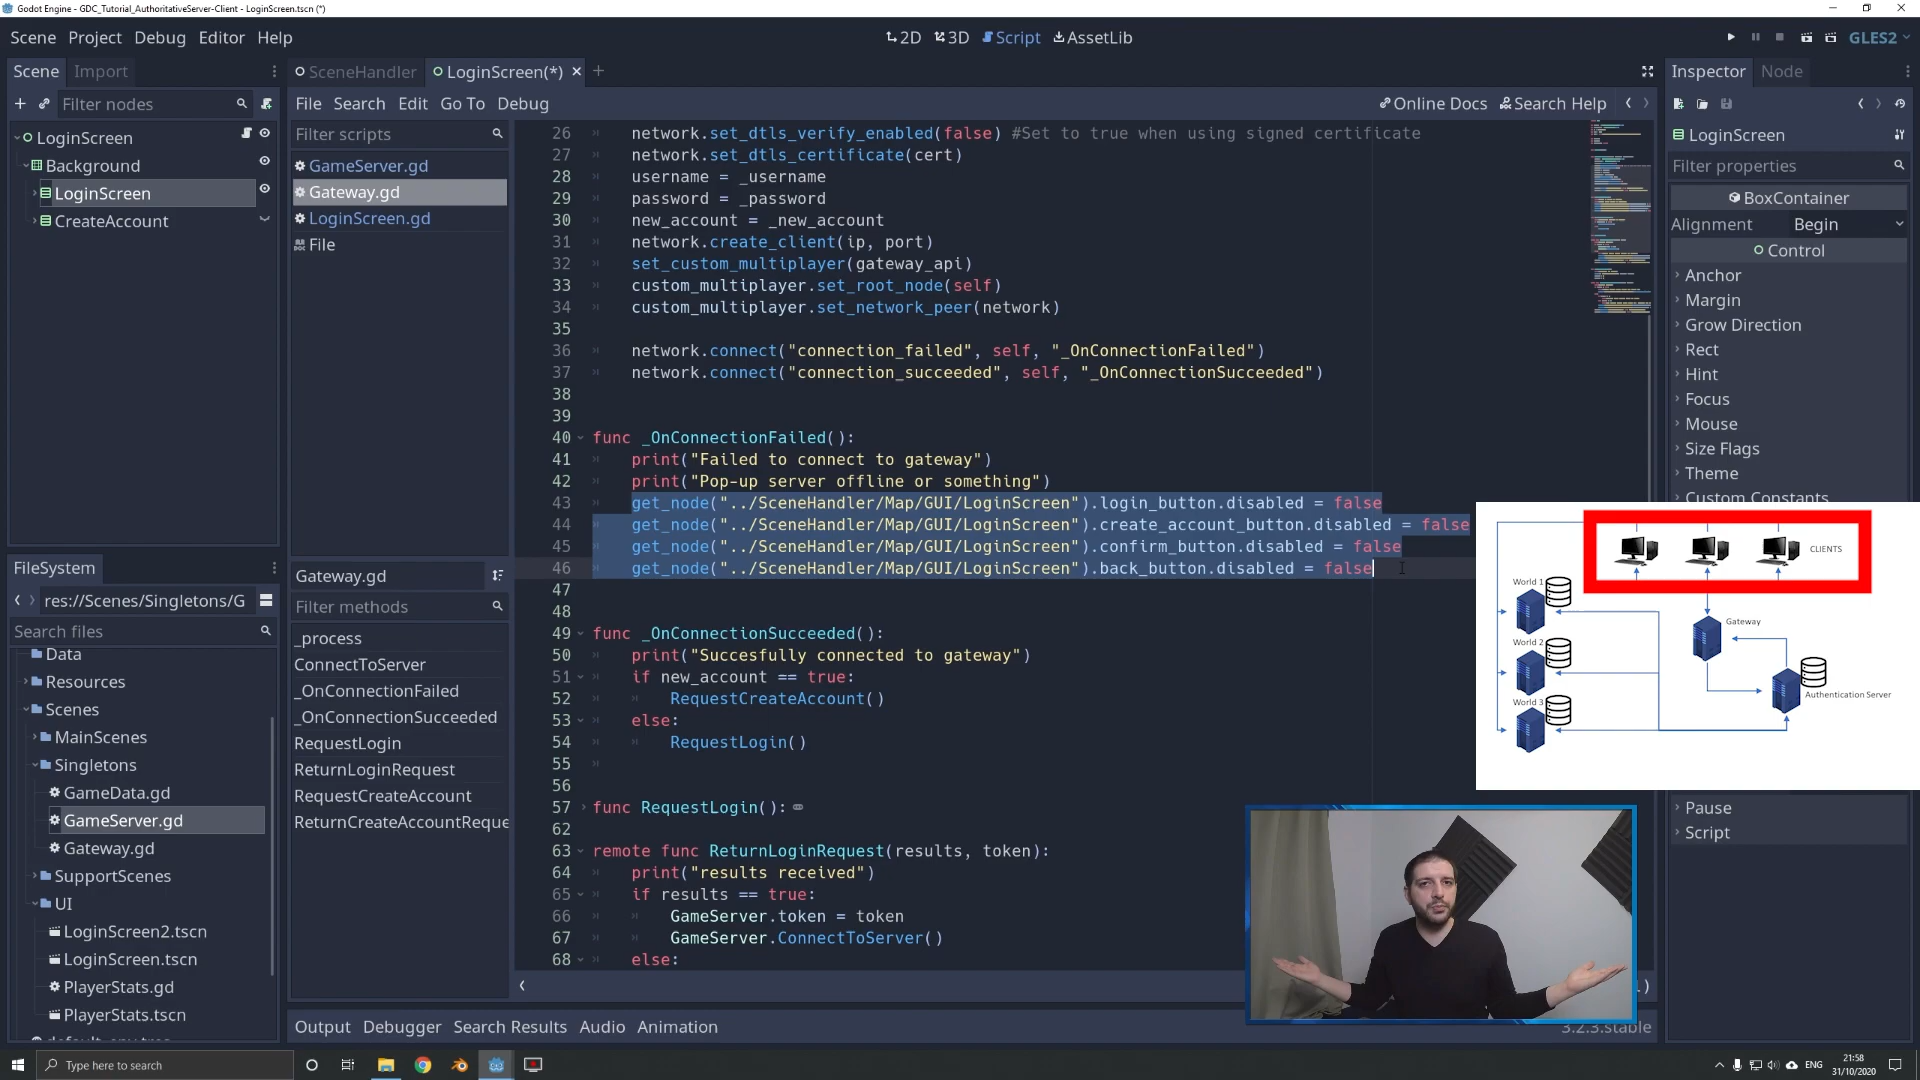 Godot Engine - GDC_Tutorial_AuthoritativeServer-Client - LoginScreen.tscn (*)
Scene Project Debug Editor Help
2D 3D Script AssetLib
GLES2
Scene Import
Filter nodes
LoginScreen
Background
LoginScreen
CreateAccount
SceneHandler LoginScreen(*)
File Search Edit Go To Debug
Online Docs Search Help
Filter scripts
GameServer.gd
Gateway.gd
LoginScreen.gd
File
Gateway.gd
Filter methods
_process
ConnectToServer
_OnConnectionFailed
_OnConnectionSucceeded
RequestLogin
ReturnLoginRequest
RequestCreateAccount
ReturnCreateAccountReque
26 network.set_dtls_verify_enabled(false) #Set to true when using signed certificate
27 network.set_dtls_certificate(cert)
28 username = _username
29 password = _password
30 new_account = _new_account
31 network.create_client(ip, port)
32 set_custom_multiplayer(gateway_api)
33 custom_multiplayer.set_root_node(self)
34 custom_multiplayer.set_network_peer(network)
35
36 network.connect("connection_failed", self, "_OnConnectionFailed")
37 network.connect("connection_succeeded", self, "_OnConnectionSucceeded")
38
39
40 func _OnConnectionFailed():
41 print("Failed to connect to gateway")
42 print("Pop-up server offline or something")
43 get_node("../SceneHandler/Map/GUI/LoginScreen").login_button.disabled = false
44 get_node("../SceneHandler/Map/GUI/LoginScreen").create_account_button.disabled = false
45 get_node("../SceneHandler/Map/GUI/LoginScreen").confirm_button.disabled = false
46 get_node("../SceneHandler/Map/GUI/LoginScreen").back_button.disabled = false
47
48
49 func _OnConnectionSucceeded():
50 print("Succesfully connected to gateway")
51 if new_account == true:
52 RequestCreateAccount()
53 else:
54 RequestLogin()
55
56
57 func RequestLogin():
62
63 remote func ReturnLoginRequest(results, token):
64 print("results received")
65 if results == true:
66 GameServer.token = token
67 GameServer.ConnectToServer()
68 else:
FileSystem
res://Scenes/Singletons/G
Search files
Data
Resources
Scenes
MainScenes
Singletons
GameData.gd
GameServer.gd
Gateway.gd
SupportScenes
UI
LoginScreen2.tscn
LoginScreen.tscn
PlayerStats.gd
PlayerStats.tscn
Output Debugger Search Results Audio Animation
3.2.3.stable
Inspector Node
LoginScreen
Filter properties
BoxContainer
Alignment Begin
Control
Anchor
Margin
Grow Direction
Rect
Hint
Focus
Mouse
Size Flags
Theme
Custom Constants
Pause
Script
CLIENTS
World 1
World 2
World 3
Gateway
Authentication Server
Type here to search
ENG
21:58
31/10/2020